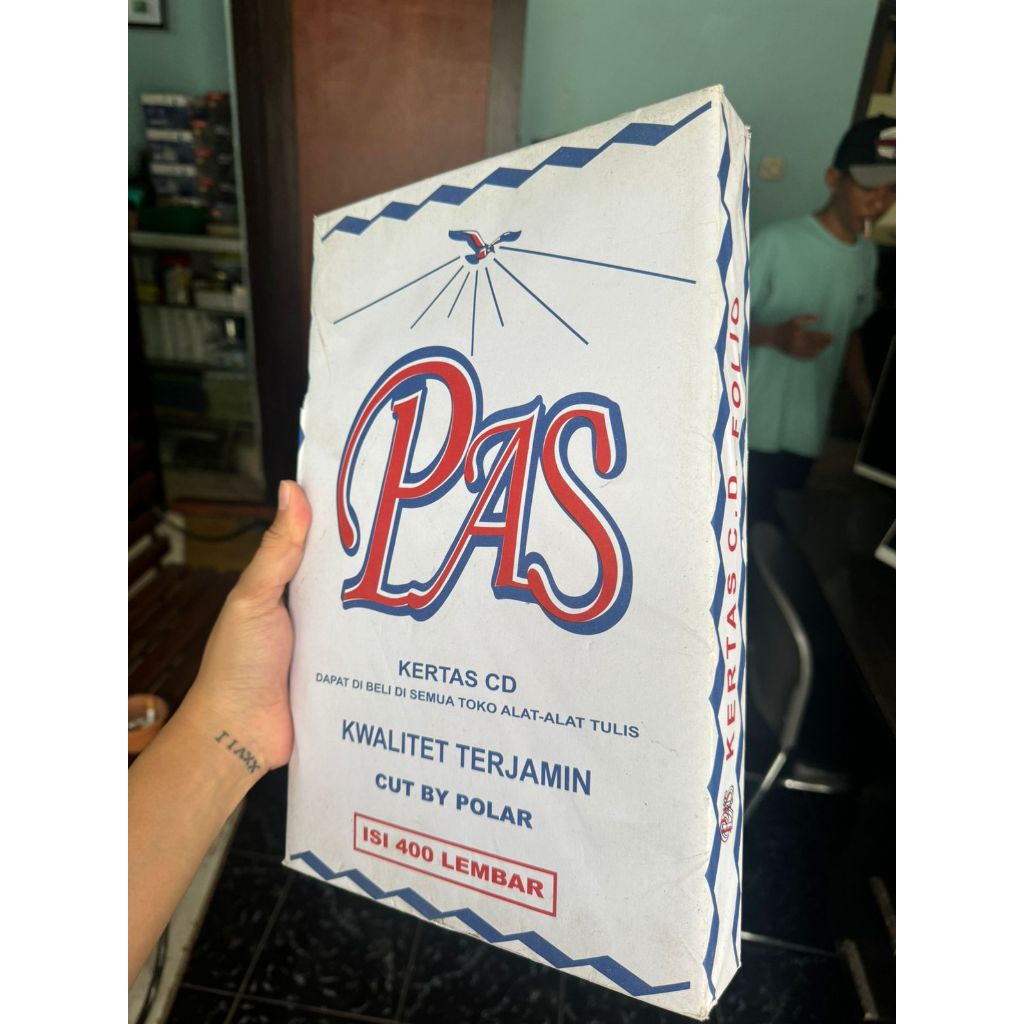 PAS
KERTAS CD
DAPAT DI BELI DI SEMUA TOKO ALAT-ALAT TULIS
KWALITET TERJAMIN
CUT BY POLAR
ISI 400 LEMBAR
PAS KERTAS C.D. FOLIO
IIAXX